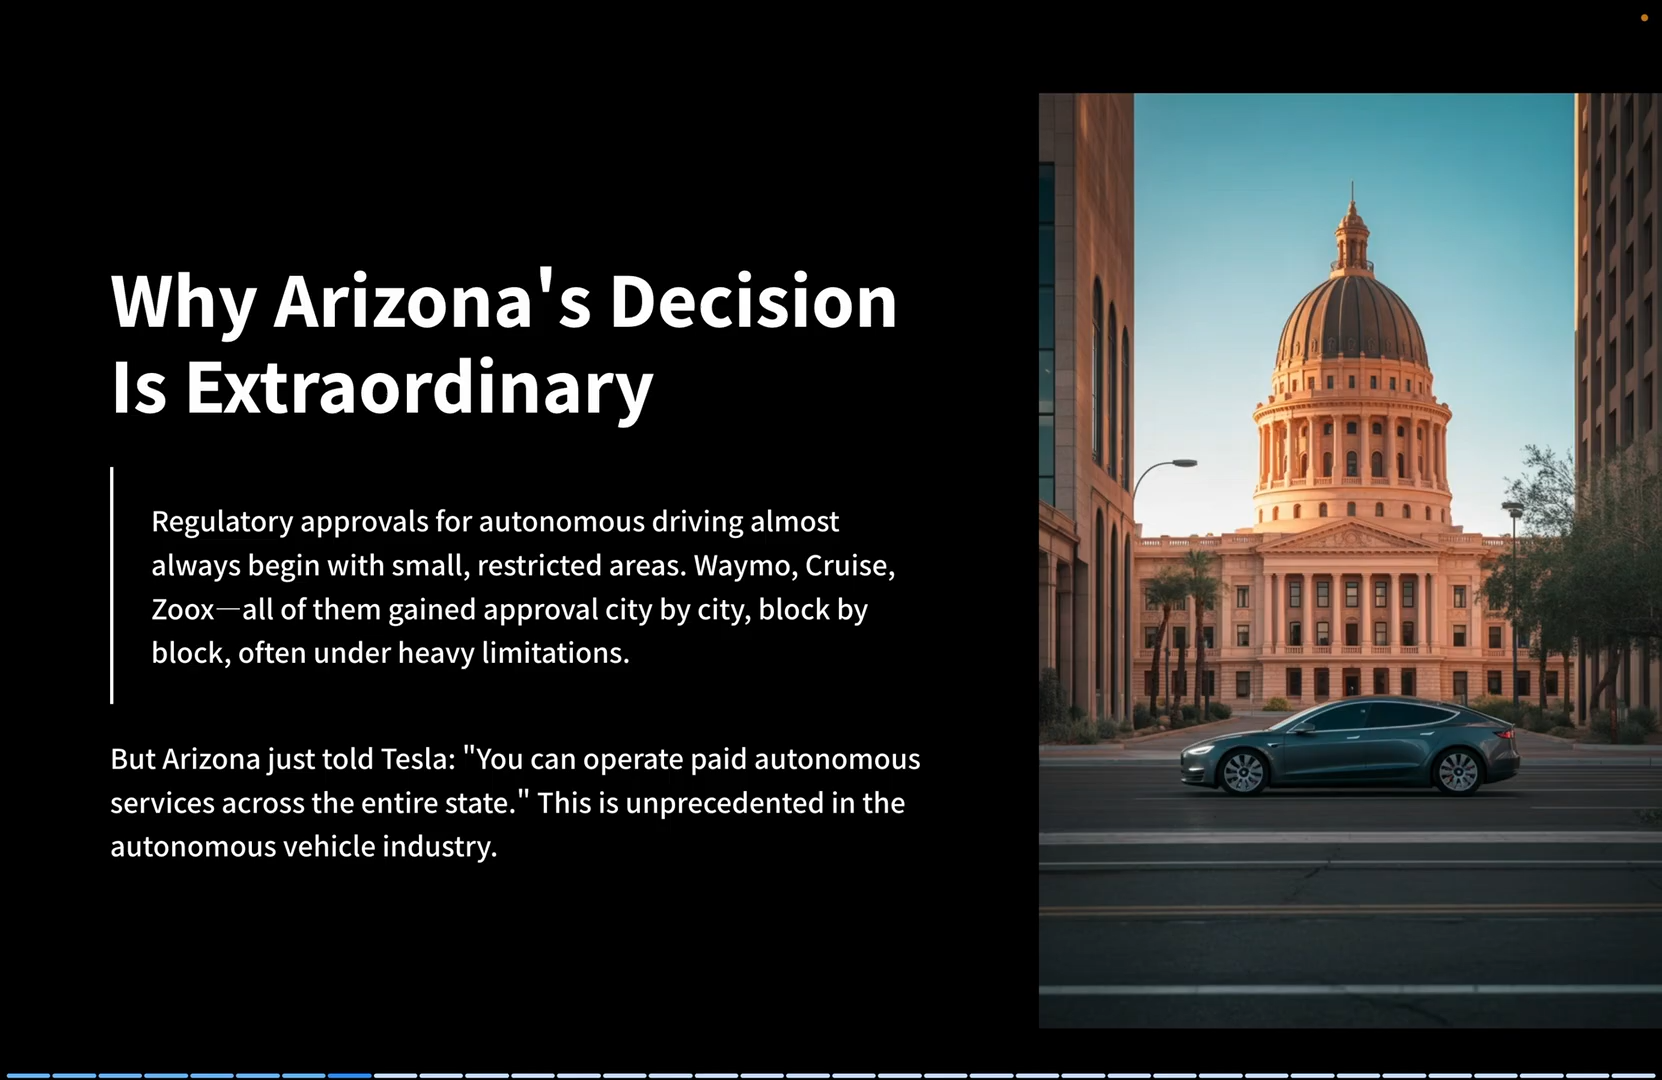 Why Arizona's Decision
Is Extraordinary
Regulatory approvals for autonomous driving almost
always begin with small, restricted areas. Waymo, Cruise,
Zoox—all of them gained approval city by city, block by
block, often under heavy limitations.
But Arizona just told Tesla: "You can operate paid autonomous
services across the entire state." This is unprecedented in the
autonomous vehicle industry.